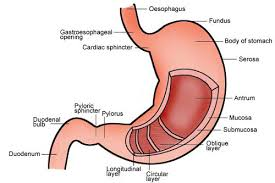 Oesophagus
Fundus
Gastroesophageal
opening
Body of stomach
Cardiac sphincter
Serosa
Antrum
Pyloric
sphincter
Pylorus
Duodenal
bulb
Mucosa
Submucosa
Oblique
layer
Duodenum
Longitudinal
layer
Circular
layer